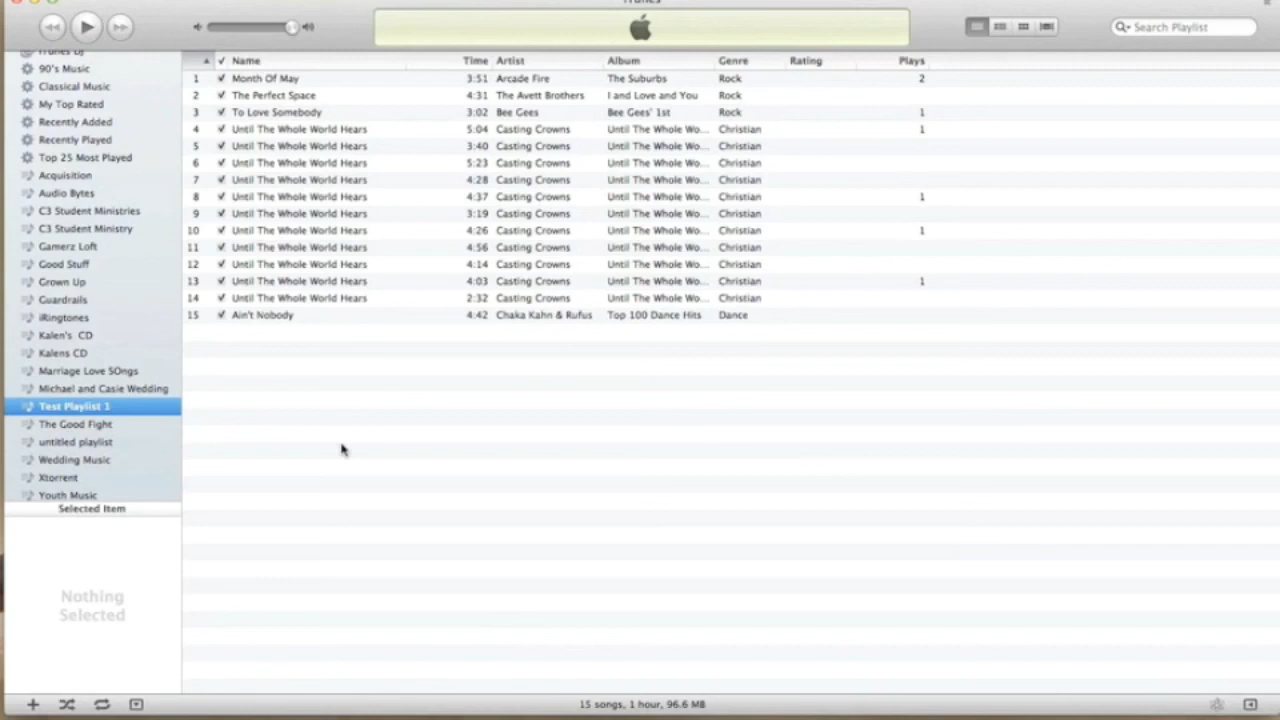 iTunes
Search Playlist
iTunes DJ
90's Music
Classical Music
My Top Rated
Recently Added
Recently Played
Top 25 Most Played
Acquisition
Audio Bytes
C3 Student Ministries
C3 Student Ministry
Gamerz Loft
Good Stuff
Grown Up
Guardrails
iRingtones
Kalen's CD
Kalens CD
Marriage Love SOngs
Michael and Casie Wedding
Test Playlist 1
The Good Fight
untitled playlist
Wedding Music
Xtorrent
Youth Music
Selected Item
Nothing
Selected
Name Time Artist Album Genre Rating Plays
1 Month Of May 3:51 Arcade Fire The Suburbs Rock 2
2 The Perfect Space 4:31 The Avett Brothers I and Love and You Rock
3 To Love Somebody 3:02 Bee Gees Bee Gees' 1st Rock 1
4 Until The Whole World Hears 5:04 Casting Crowns Until The Whole Wo... Christian 1
5 Until The Whole World Hears 3:40 Casting Crowns Until The Whole Wo... Christian
6 Until The Whole World Hears 5:23 Casting Crowns Until The Whole Wo... Christian
7 Until The Whole World Hears 4:28 Casting Crowns Until The Whole Wo... Christian
8 Until The Whole World Hears 4:37 Casting Crowns Until The Whole Wo... Christian 1
9 Until The Whole World Hears 3:19 Casting Crowns Until The Whole Wo... Christian
10 Until The Whole World Hears 4:26 Casting Crowns Until The Whole Wo... Christian 1
11 Until The Whole World Hears 4:56 Casting Crowns Until The Whole Wo... Christian
12 Until The Whole World Hears 4:14 Casting Crowns Until The Whole Wo... Christian
13 Until The Whole World Hears 4:03 Casting Crowns Until The Whole Wo... Christian 1
14 Until The Whole World Hears 2:32 Casting Crowns Until The Whole Wo... Christian
15 Ain't Nobody 4:42 Chaka Kahn & Rufus Top 100 Dance Hits Dance
15 songs, 1 hour, 96.6 MB